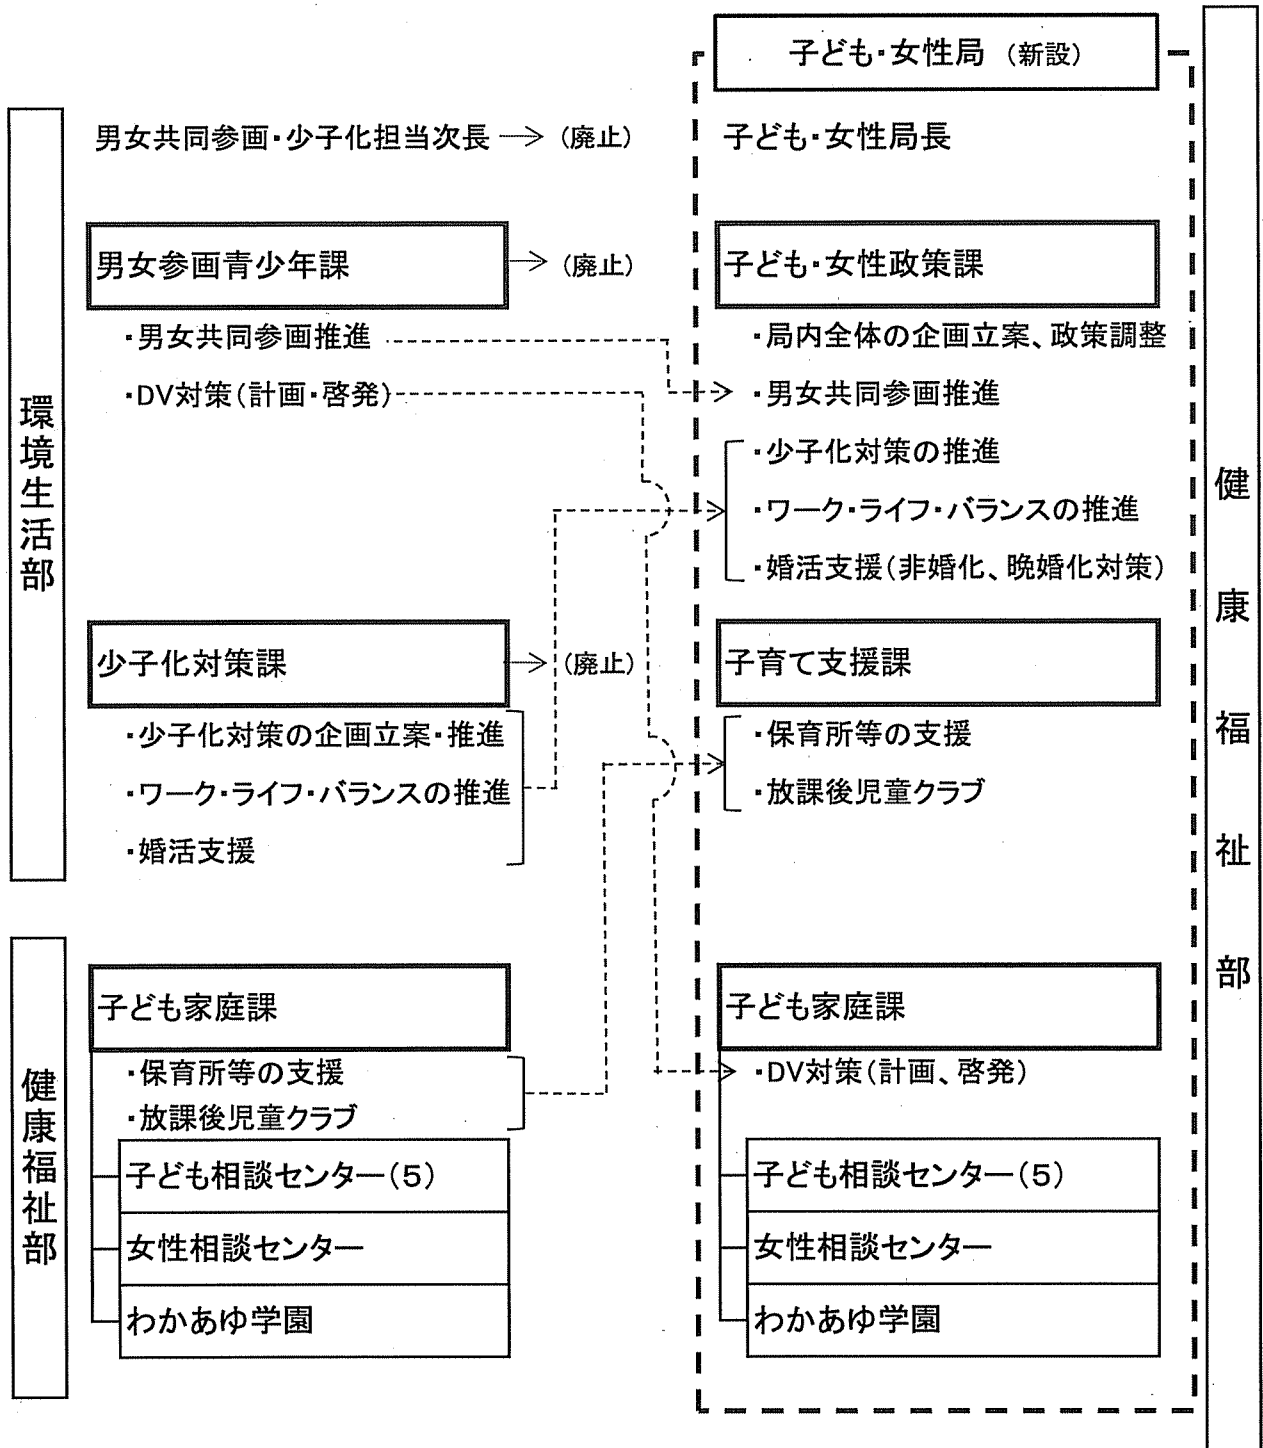 子ども・女性局 (新設)
環境生活部
男女共同参画・少子化担当次長 → (廃止)
男女参画青少年課 → (廃止)
・男女共同参画推進
・DV対策(計画・啓発)
少子化対策課 → (廃止)
・少子化対策の企画立案・推進
・ワーク・ライフ・バランスの推進
・婚活支援
健康福祉部
子ども家庭課
・保育所等の支援
・放課後児童クラブ
子ども相談センター(5)
女性相談センター
わかあゆ学園
子ども・女性局長
子ども・女性政策課
・局内全体の企画立案、政策調整
・男女共同参画推進
・少子化対策の推進
・ワーク・ライフ・バランスの推進
・婚活支援(非婚化、晩婚化対策)
子育て支援課
・保育所等の支援
・放課後児童クラブ
子ども家庭課
・DV対策(計画、啓発)
子ども相談センター(5)
女性相談センター
わかあゆ学園
健康福祉部